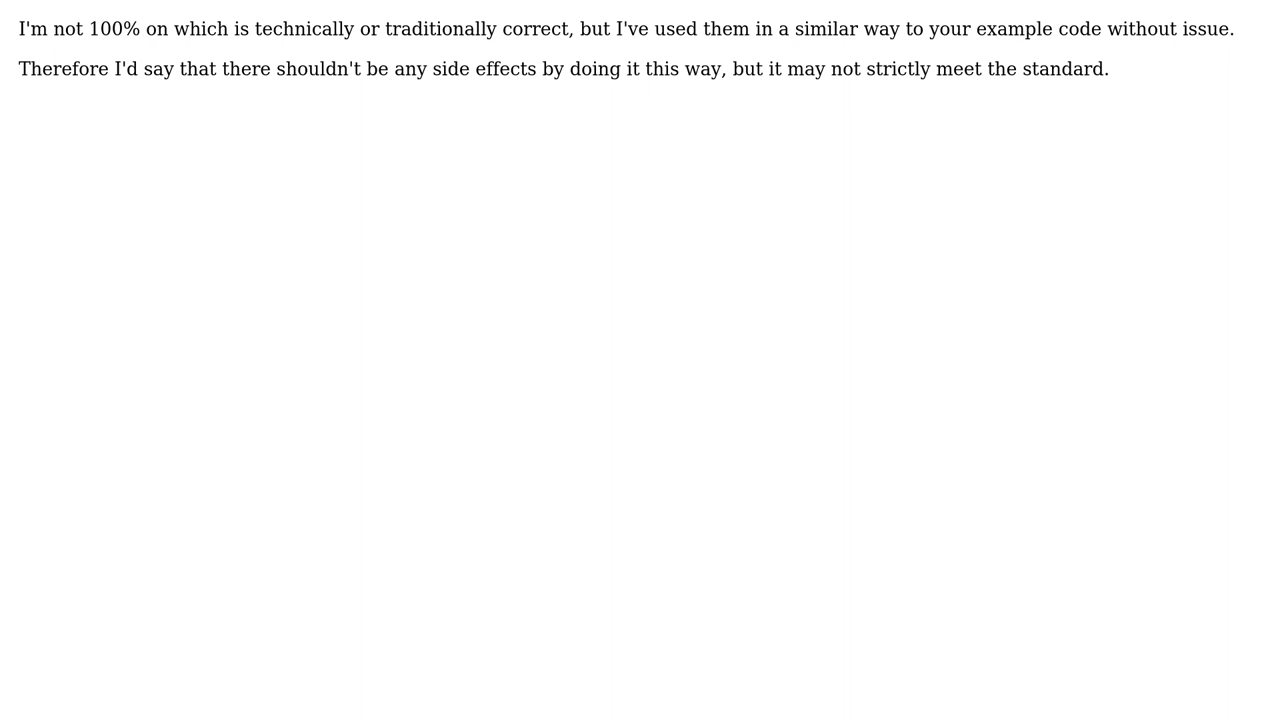 I'm not 100% on which is technically or traditionally correct, but I've used them in a similar way to your example code without issue.
Therefore I'd say that there shouldn't be any side effects by doing it this way, but it may not strictly meet the standard.